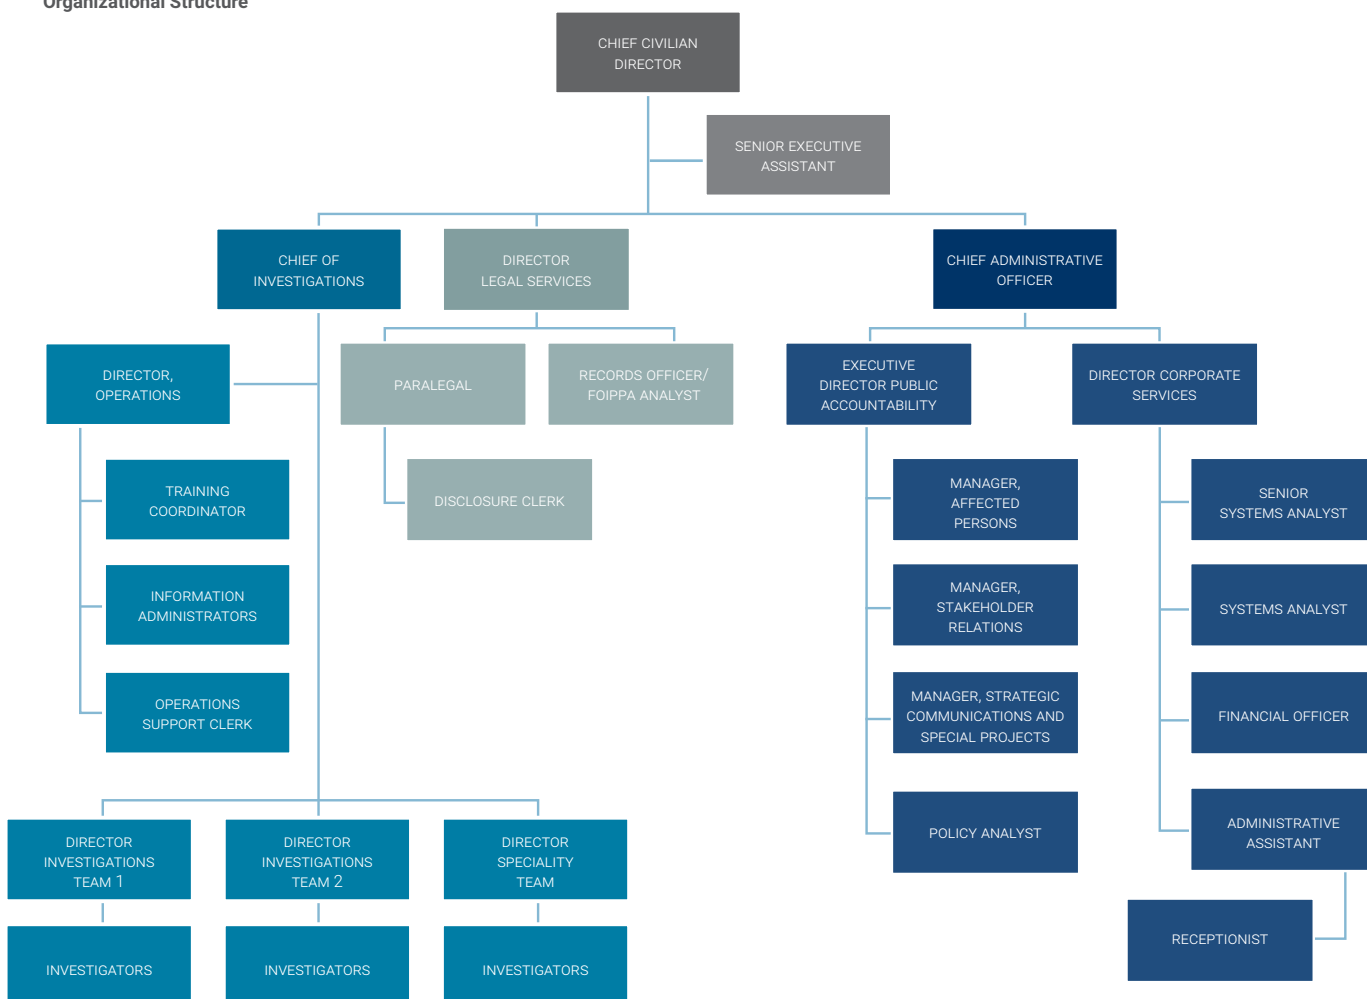 Organizational Structure
CHIEF CIVILIAN
DIRECTOR
SENIOR EXECUTIVE
ASSISTANT
CHIEF OF
INVESTIGATIONS
DIRECTOR
LEGAL SERVICES
CHIEF ADMINISTRATIVE
OFFICER
DIRECTOR,
OPERATIONS
PARALEGAL
RECORDS OFFICER/
FOIPPA ANALYST
EXECUTIVE
DIRECTOR PUBLIC
ACCOUNTABILITY
DIRECTOR CORPORATE
SERVICES
TRAINING
COORDINATOR
DISCLOSURE CLERK
MANAGER,
AFFECTED
PERSONS
SENIOR
SYSTEMS ANALYST
INFORMATION
ADMINISTRATORS
MANAGER,
STAKEHOLDER
RELATIONS
SYSTEMS ANALYST
OPERATIONS
SUPPORT CLERK
MANAGER, STRATEGIC
COMMUNICATIONS AND
SPECIAL PROJECTS
FINANCIAL OFFICER
DIRECTOR
INVESTIGATIONS
TEAM 1
DIRECTOR
INVESTIGATIONS
TEAM 2
DIRECTOR
SPECIALITY
TEAM
POLICY ANALYST
ADMINISTRATIVE
ASSISTANT
INVESTIGATORS
INVESTIGATORS
INVESTIGATORS
RECEPTIONIST